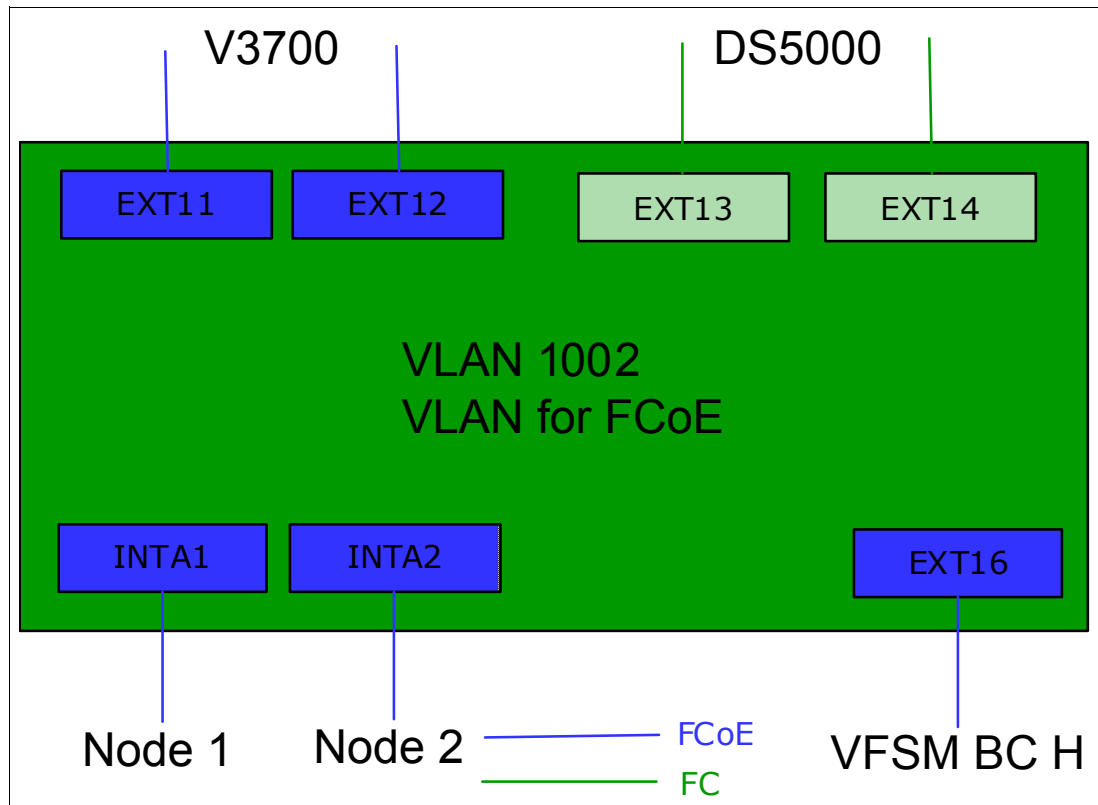 V3700
DS5000
EXT11
EXT12
EXT13
EXT14
VLAN 1002
VLAN for FCoE
INTA1
INTA2
EXT16
Node 1
Node 2
FCoE
FC
VFSM BC H